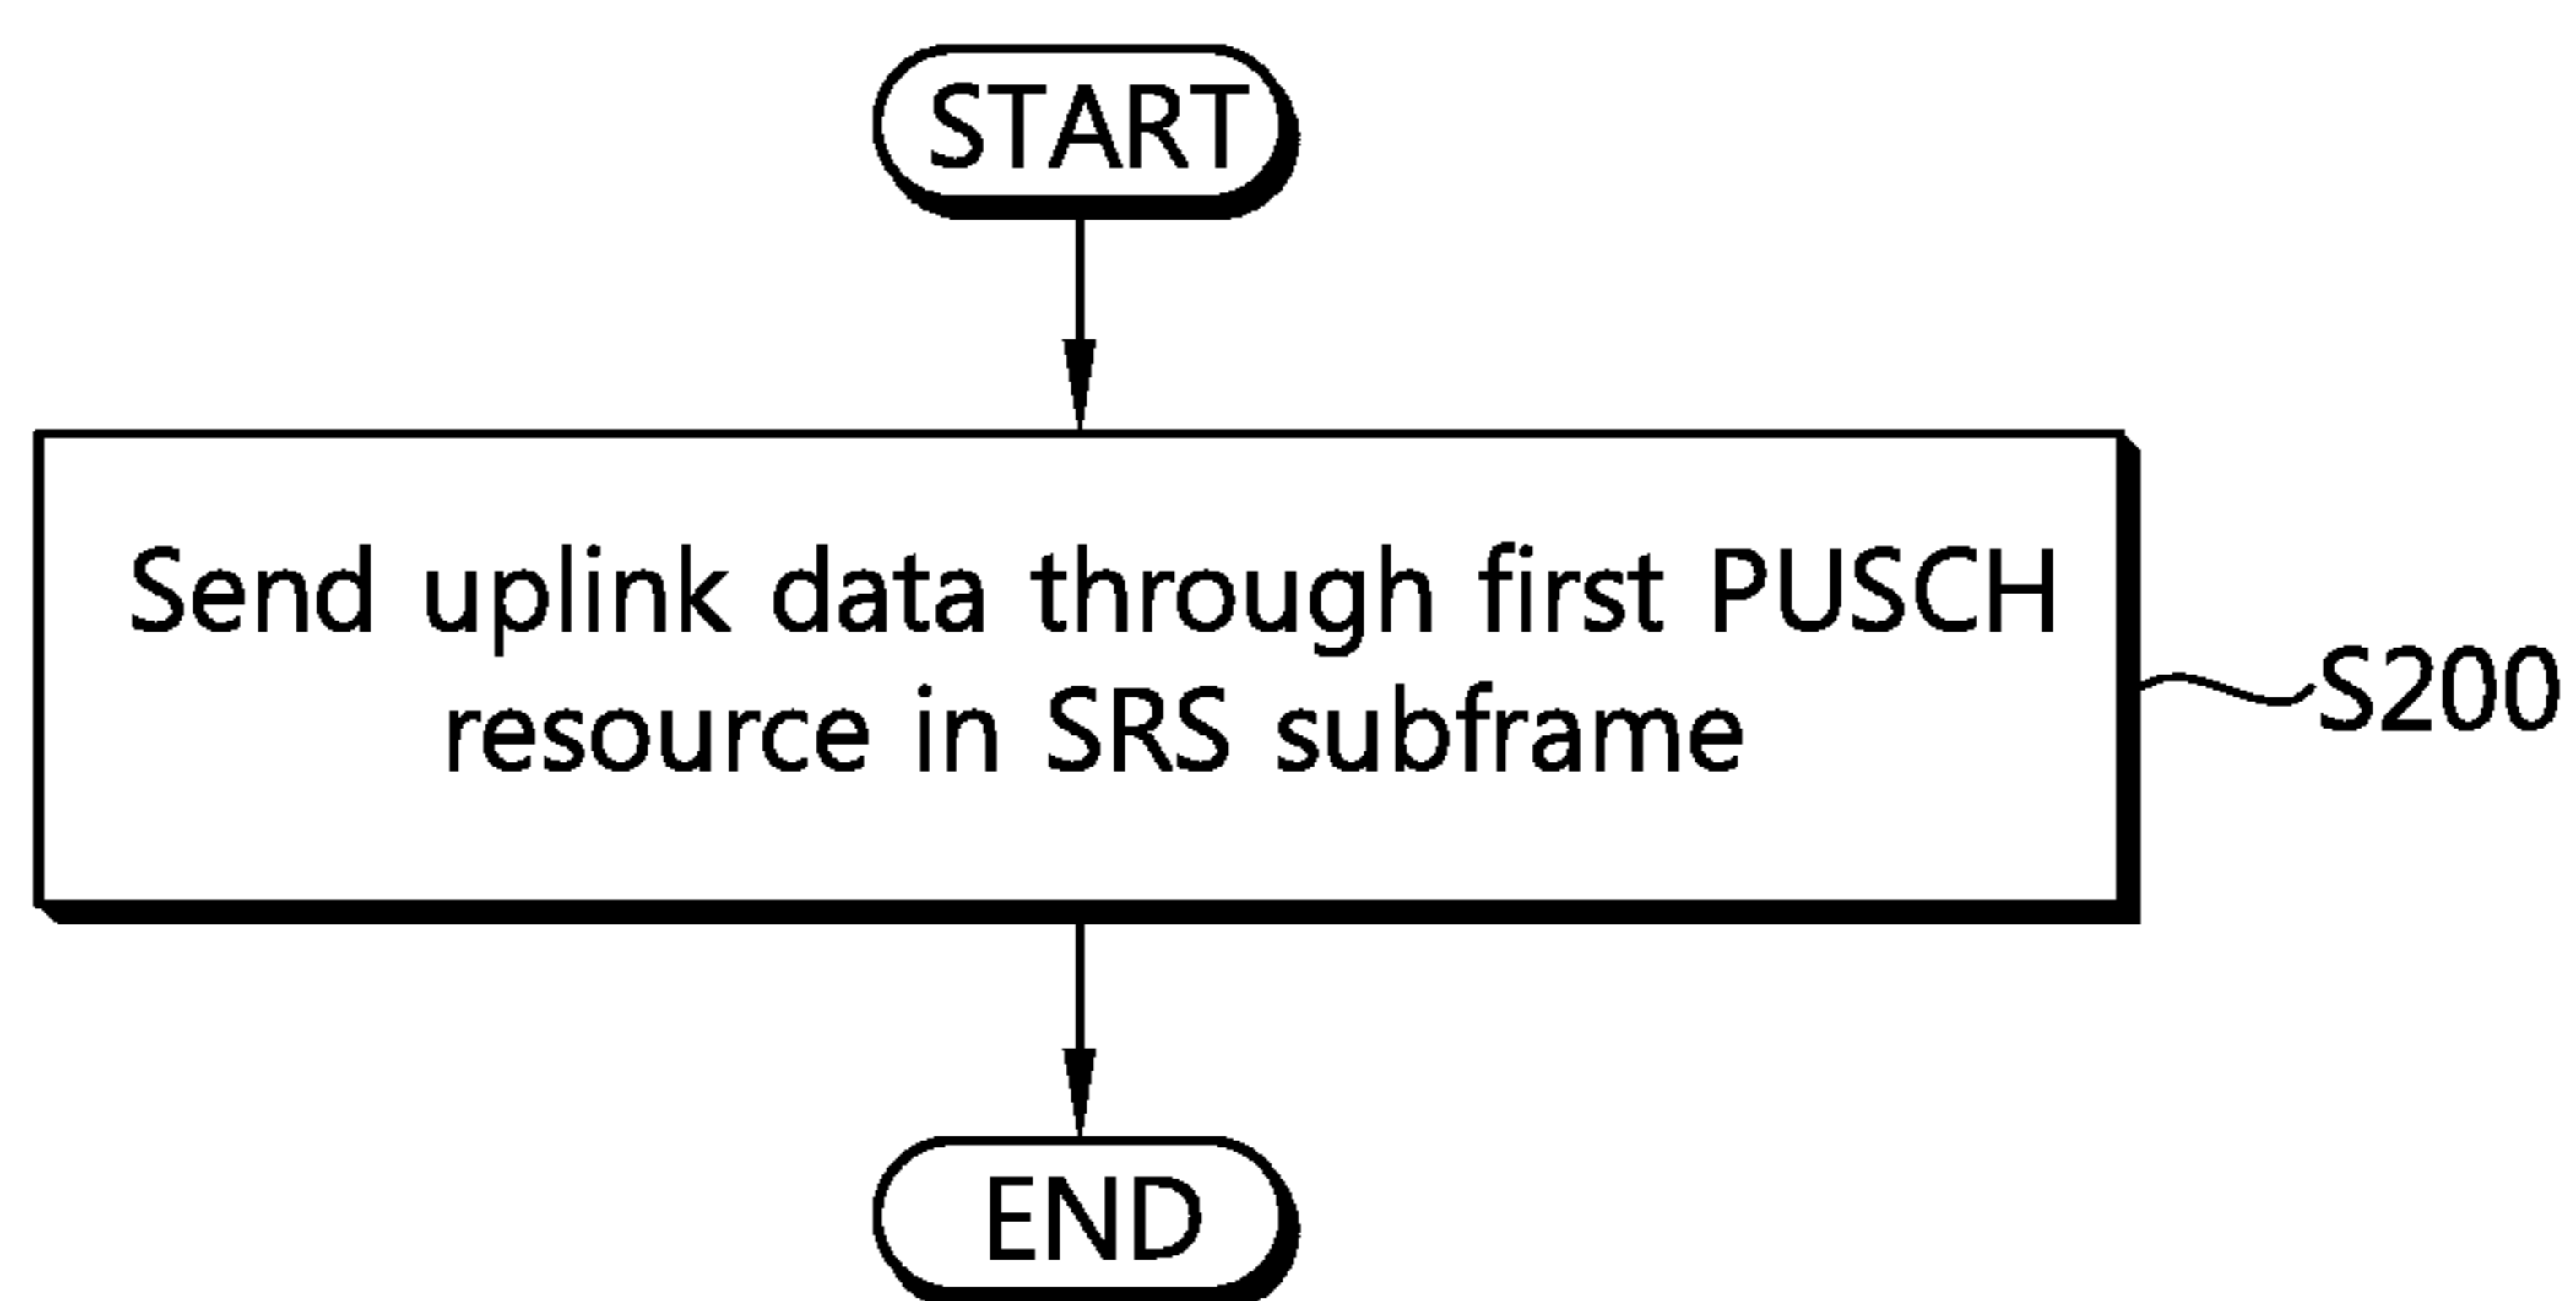 START
Send uplink data through first PUSCH
resource in SRS subframe
S200
END